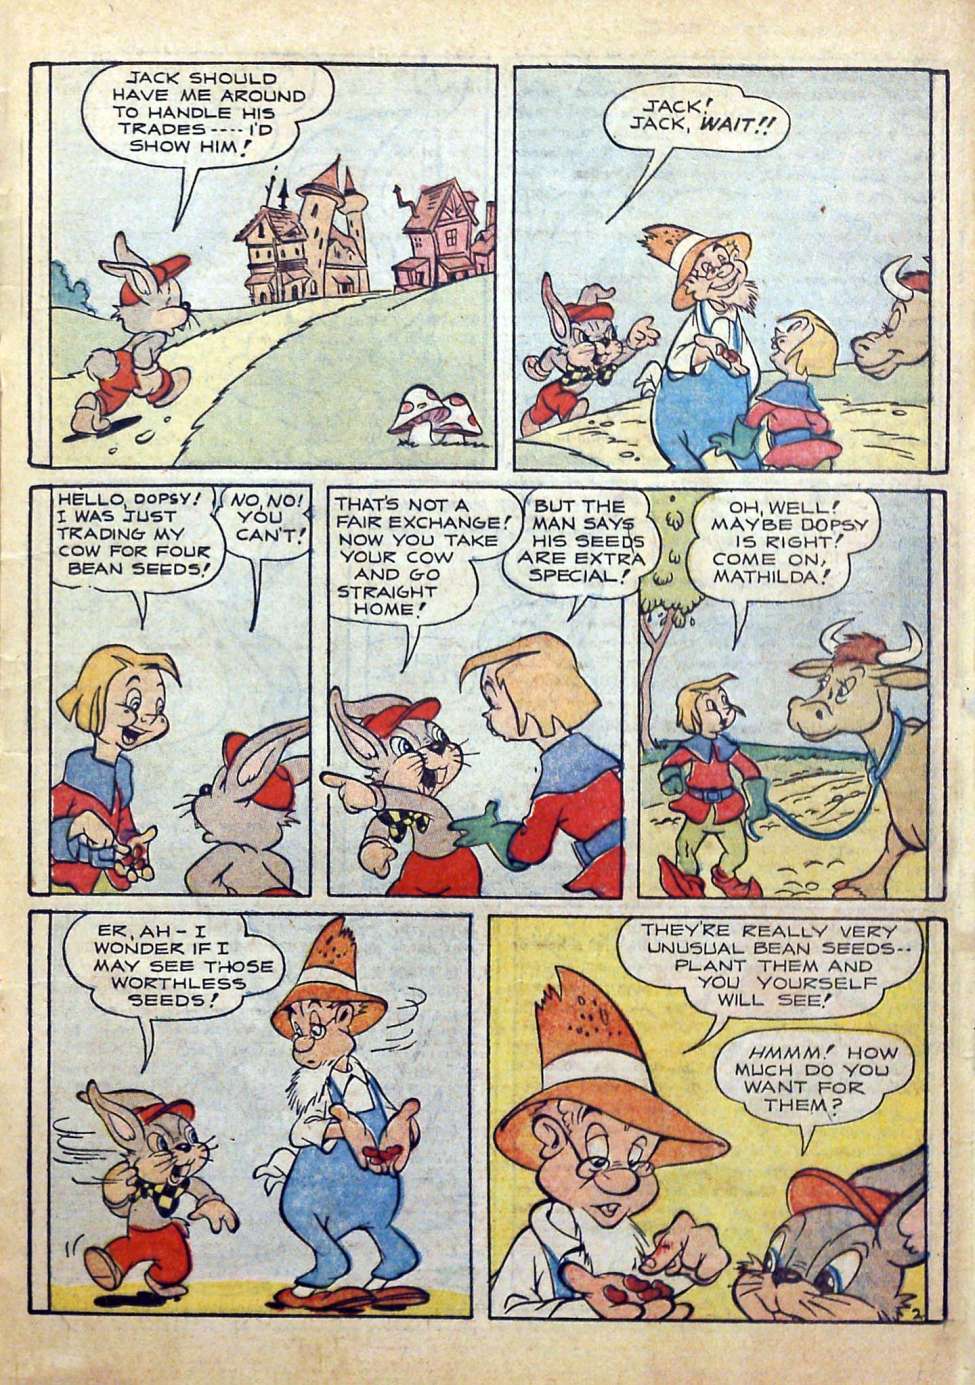 JACK SHOULD
HAVE ME AROUND
TO HANDLE HIS
TRADES---- I'D
SHOW HIM!
JACK!
JACK, WAIT!!
HELLO, DOPSY!
I WAS JUST
TRADING MY
COW FOR FOUR
BEAN SEEDS!
NO, NO!
YOU
CAN'T!
THAT'S NOT A
FAIR EXCHANGE!
NOW YOU TAKE
YOUR COW
AND GO
STRAIGHT
HOME!
BUT THE
MAN SAYS
HIS SEEDS
ARE EXTRA
SPECIAL!
OH, WELL!
MAYBE DOPSY
IS RIGHT!
COME ON,
MATHILDA!
ER, AH - I
WONDER IF I
MAY SEE THOSE
WORTHLESS
SEEDS!
THEY'RE REALLY VERY
UNUSUAL BEAN SEEDS--
PLANT THEM AND
YOU YOURSELF
WILL SEE!
HMMM! HOW
MUCH DO YOU
WANT FOR
THEM?
2